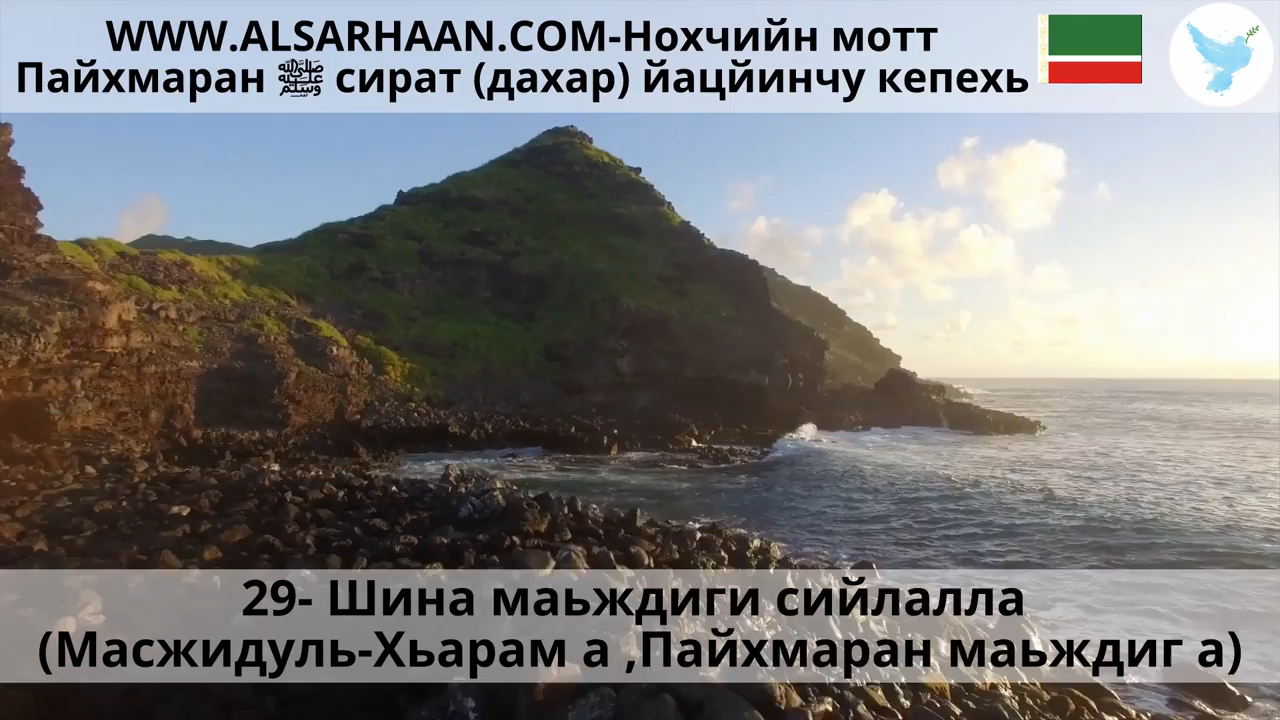 WWW.ALSARHAAN.COM-Нохчийн мотт
Пайхмаран ﷺ сират (дахар) йацйинчу кепехь
29- Шина маьждиги сийлалла
(Масжидуль-Хьарам а ,Пайхмаран маьждиг а)